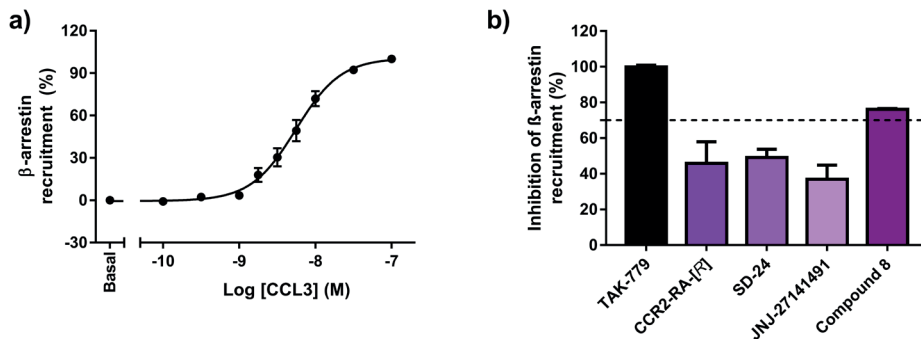 a)
β-arrestin
recruitment (%)
120
90
60
30
0
-30
Basal
-10
-9
-8
-7
Log [CCL3] (M)
b)
Inhibition of ß-arrestin
recruitment (%)
120
100
80
60
40
20
0
TAK-779
CCR2-RA-[R]
SD-24
JNJ-27141491
Compound 8